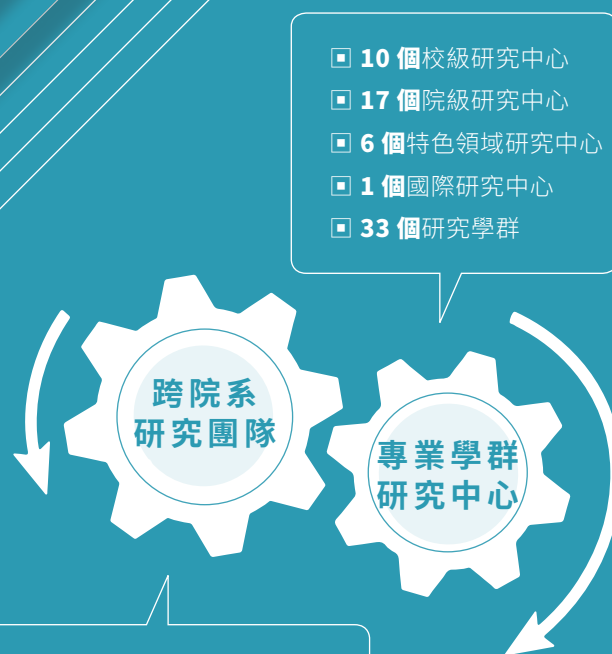 ▣ 10 個校級研究中心
▣ 17 個院級研究中心
▣ 6 個特色領域研究中心
▣ 1 個國際研究中心
▣ 33 個研究學群
跨院系
研究團隊
專業學群
研究中心